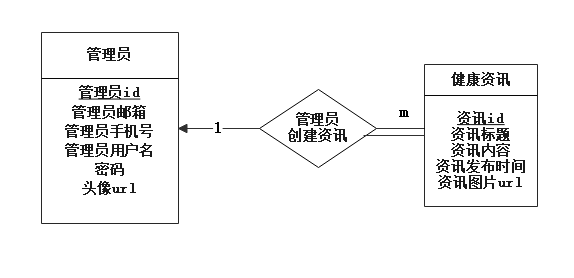 管理员
管理员id
管理员邮箱
管理员手机号
管理员用户名
密码
头像url
1
管理员
创建资讯
m
健康资讯
资讯id
资讯标题
资讯内容
资讯发布时间
资讯图片url